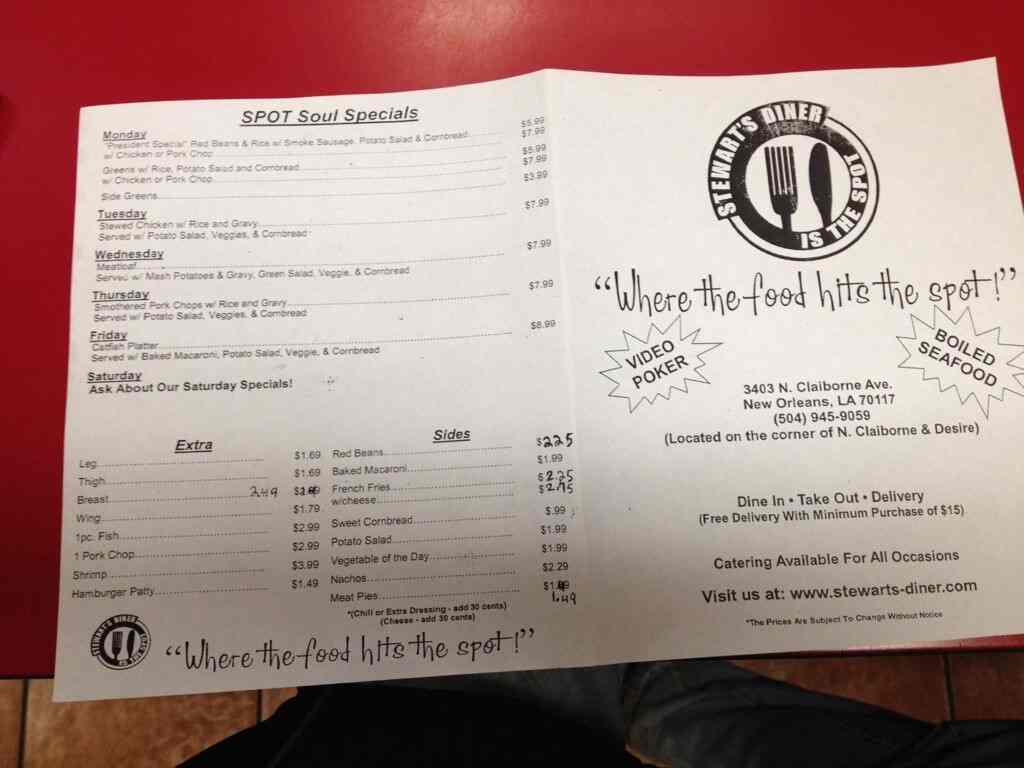 SPOT Soul Specials
Monday
"President Special" Red Beans & Rice w/ Smoke Sausage, Potato Salad & Cornbread $5.99
w/ Chicken or Pork Chop $7.99
Greens w/ Rice, Potato Salad and Cornbread $5.99
w/ Chicken or Pork Chop $7.99
Side Greens $3.99
Tuesday
Stewed Chicken w/ Rice and Gravy $7.99
Served w/ Potato Salad, Veggies, & Cornbread
Wednesday
Meatloaf $7.99
Served w/ Mash Potatoes & Gravy, Green Salad, Veggie, & Cornbread
Thursday
Smothered Pork Chops w/ Rice and Gravy $7.99
Served w/ Potato Salad, Veggies, & Cornbread
Friday
Catfish Platter $8.99
Served w/ Baked Macaroni, Potato Salad, Veggie, & Cornbread
Saturday
Ask About Our Saturday Specials!
Extra
Leg $1.69
Thigh $1.69
Breast 2.49
Wing $1.79
1pc. Fish $2.99
1 Pork Chop $2.99
Shrimp $3.99
Hamburger Patty $1.49
Sides
Red Beans $2.25
Baked Macaroni $1.99
French Fries $2.25
w/cheese $2.75
Sweet Cornbread $.99
Potato Salad $1.99
Vegetable of the Day $1.99
Nachos $2.29
Meat Pies 1.49
*(Chili or Extra Dressing - add 30 cents)
(Cheese - add 30 cents)
STEWART'S DINER
IS THE SPOT
"Where the food hits the spot!"
STEWART'S DINER
IS THE SPOT
"Where the food hits the spot!"
VIDEO
POKER
BOILED
SEAFOOD
3403 N. Claiborne Ave.
New Orleans, LA 70117
(504) 945-9059
(Located on the corner of N. Claiborne & Desire)
Dine In • Take Out • Delivery
(Free Delivery With Minimum Purchase of $15)
Catering Available For All Occasions
Visit us at: www.stewarts-diner.com
*The Prices Are Subject To Change Without Notice